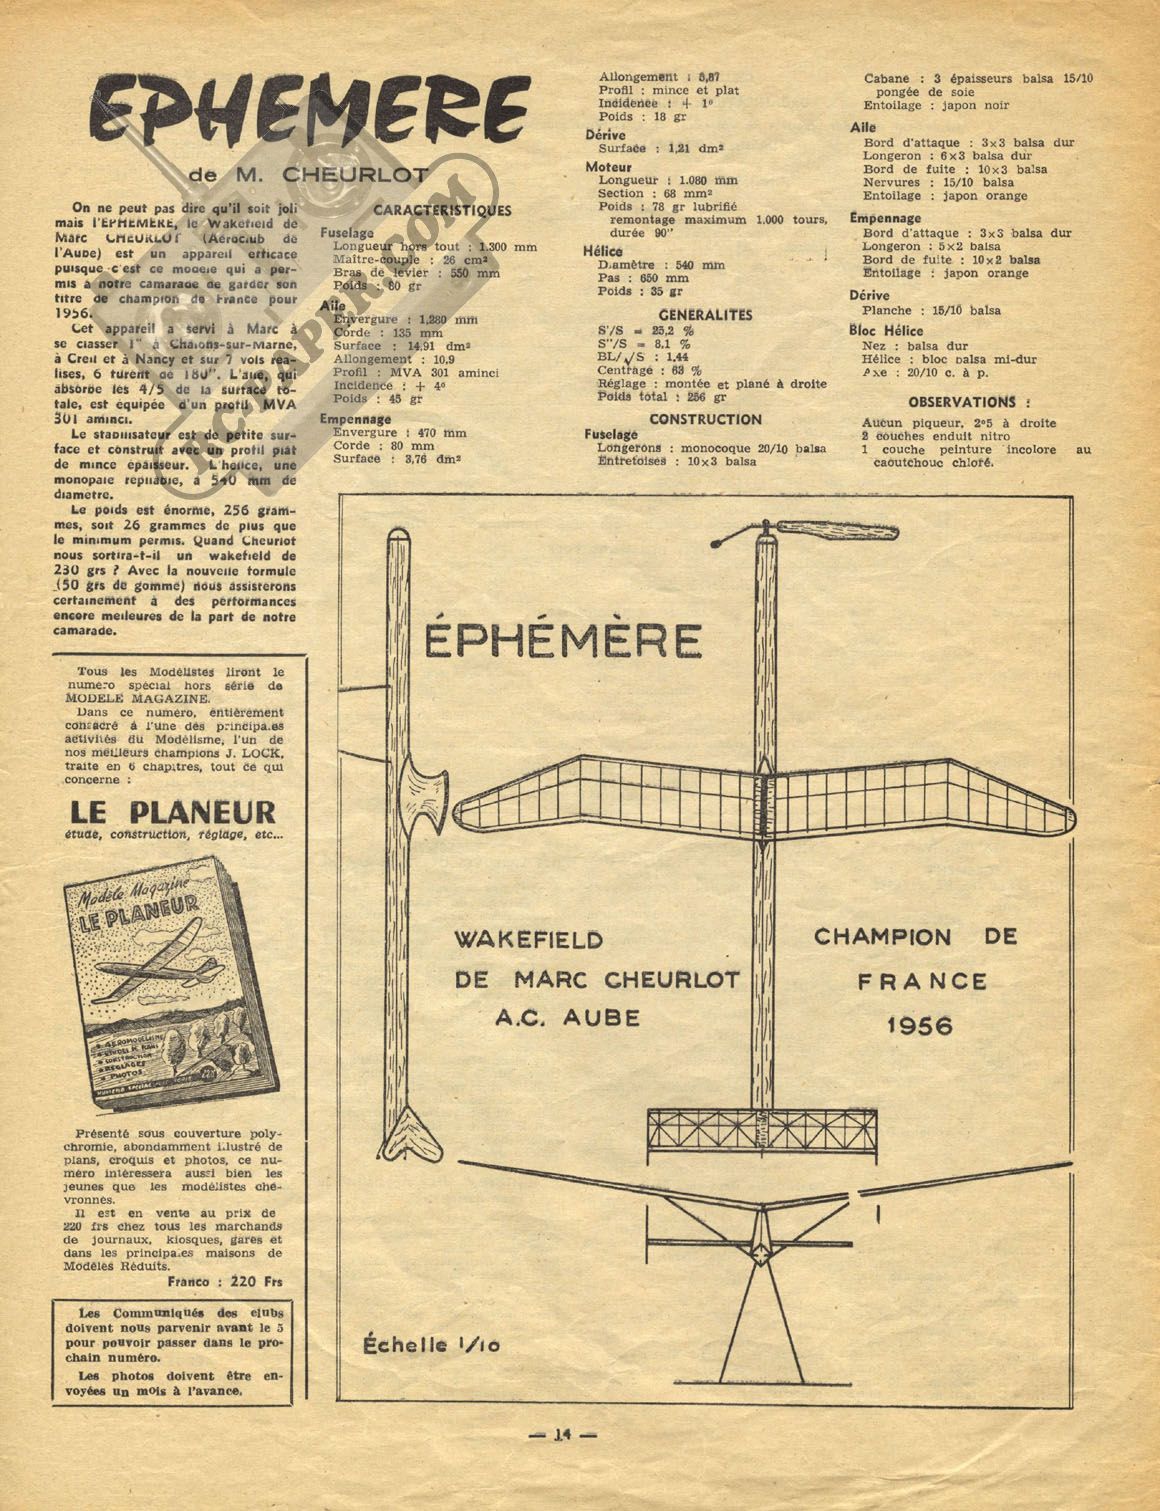 EPHEMERE
de M. CHEURLOT
On ne peut pas dire qu'il soit joli
mais l'EPHEMERE, le Wakefield de
Marc CHEURLOT (Aéroclub de
l'Aube) est un appareil efficace
puisque c'est ce modèle qui a per-
mis à notre camarade de garder son
titre de champion de France pour
1956.
Cet appareil a servi à Marc à
se classer 1" à Chalons-sur-Marne,
à Creil et à Nancy et sur 7 vols réa-
lisés, 6 furent de 180". L'aile, qui
absorbe les 4/5 de la surface to-
tale, est équipée d'un profil MVA
301 aminci.
Le stabilisateur est de petite sur-
face et construit avec un profil plat
de mince épaisseur. L'hélice, une
monopale repliable, a 540 mm de
diamètre.
Le poids est énorme, 256 gram-
mes, soit 26 grammes de plus que
le minimum permis. Quand Cheurlot
nous sortira-t-il un wakefield de
230 grs ? Avec la nouvelle formule
(50 grs de gomme) nous assisterons
certainement à des performances
encore meilleures de la part de notre
camarade.
CARACTERISTIQUES
Fuselage
Longueur hors tout : 1.300 mm
Maître-couple : 26 cm²
Bras de levier : 550 mm
Poids : 80 gr
Aile
Envergure : 1,280 mm
Corde : 135 mm
Surface : 14.91 dm²
Allongement : 10,9
Profil : MVA 301 aminci
Incidence : + 4°
Poids : 45 gr
Empennage
Envergure : 470 mm
Corde : 80 mm
Surface : 3,76 dm²
Allongement : 5,87
Profil : mince et plat
Incidence : + 1°
Poids : 18 gr
Dérive
Surface : 1,21 dm²
Moteur
Longueur : 1.080 mm
Section : 68 mm²
Poids : 78 gr lubrifié
remontage maximum 1.000 tours,
durée 90"
Hélice
Diamètre : 540 mm
Pas : 650 mm
Poids : 35 gr
GENERALITES
S'/S = 25,2 %
S"/S = 8,1 %
BL/√S : 1.44
Centrage : 63 %
Réglage : montée et plané à droite
Poids total : 256 gr
CONSTRUCTION
Fuselage
Longerons : monocoque 20/10 balsa
Entretoises : 10×3 balsa
Cabane : 3 épaisseurs balsa 15/10
pongée de soie
Entoilage : japon noir
Aile
Bord d'attaque : 3×3 balsa dur
Longeron : 6×3 balsa dur
Bord de fuite : 10×3 balsa
Nervures : 15/10 balsa
Entoilage : japon orange
Empennage
Bord d'attaque : 3×3 balsa dur
Longeron : 5×2 balsa
Bord de fuite : 10×2 balsa
Entoilage : japon orange
Dérive
Planche : 15/10 balsa
Bloc Hélice
Nez : balsa dur
Hélice : bloc balsa mi-dur
Axe : 20/10 c. à p.
OBSERVATIONS :
Aucun piqueur, 2°5 à droite
2 couches enduit nitro
1 couche peinture incolore au
caoutchouc chloré.
RC-PAPER.COM
Tous les Modélistes liront le
numéro spécial hors série de
MODELE MAGAZINE.
Dans ce numéro, entièrement
consacré à l'une des principales
activités du Modélisme, l'un de
nos meilleurs champions J. LOCK,
traite en 6 chapitres, tout ce qui
concerne :
LE PLANEUR
étude, construction, réglage, etc...
Modèle Magazine
LE PLANEUR
AEROMODELISME
CONSTRUCTION
REGLAGES
PHOTOS
Présenté sous couverture poly-
chromie, abondamment illustré de
plans, croquis et photos, ce nu-
méro intéressera aussi bien les
jeunes que les modélistes che-
vronnés.
Il est en vente au prix de
220 frs chez tous les marchands
de journaux, kiosques, gares et
dans les principales maisons de
Modèles Réduits.
Franco : 220 Frs
Les Communiqués des clubs
doivent nous parvenir avant le 5
pour pouvoir passer dans le pro-
chain numéro.
Les photos doivent être en-
voyées un mois à l'avance.
ÉPHÉMÈRE
WAKEFIELD
DE MARC CHEURLOT
A.C. AUBE
CHAMPION DE
FRANCE
1956
Échelle 1/10
— 14 —